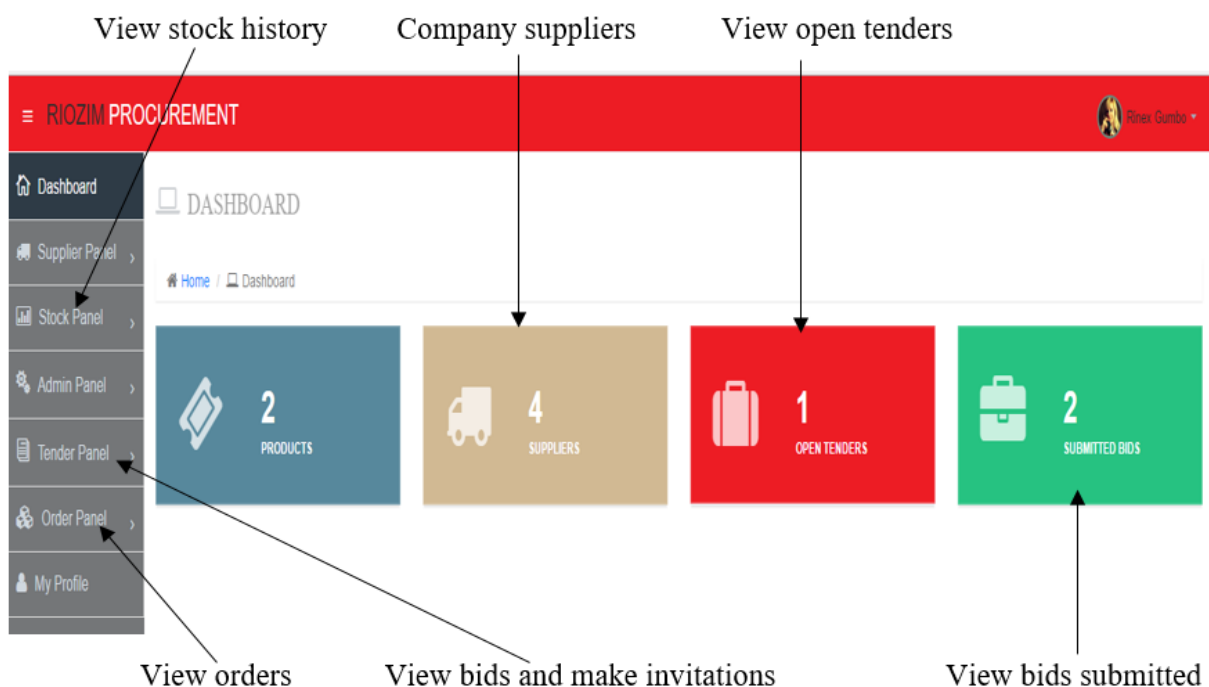 View stock history
Company suppliers
View open tenders
≡ RIOZIM PROCUREMENT
Rinex Gumbo
Dashboard
DASHBOARD
Supplier Panel
Home / Dashboard
Stock Panel
Admin Panel
Tender Panel
Order Panel
My Profile
2
PRODUCTS
4
SUPPLIERS
1
OPEN TENDERS
2
SUBMITTED BIDS
View orders
View bids and make invitations
View bids submitted